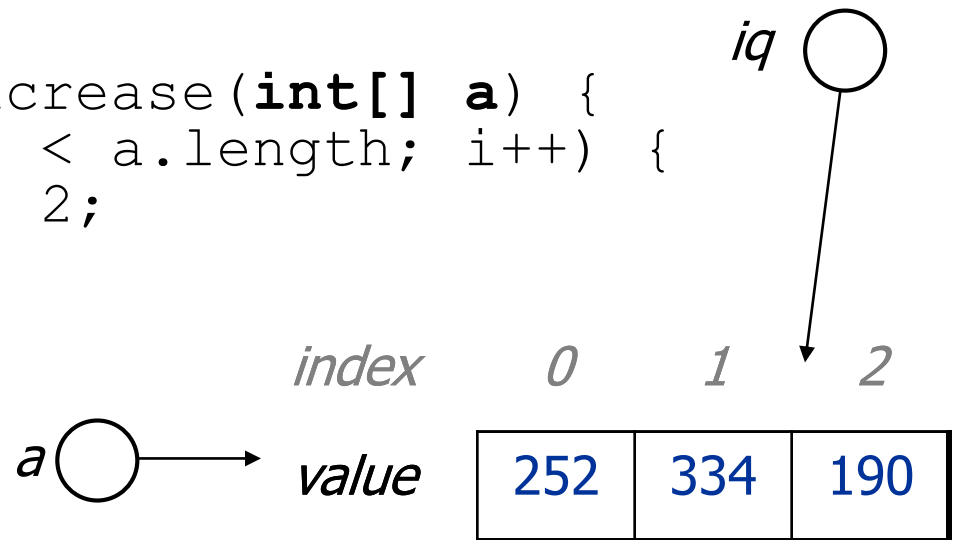 iq
crease(int[] a) {
< a.length; i++) {
2;
index 0 1 2
a value 252 334 190